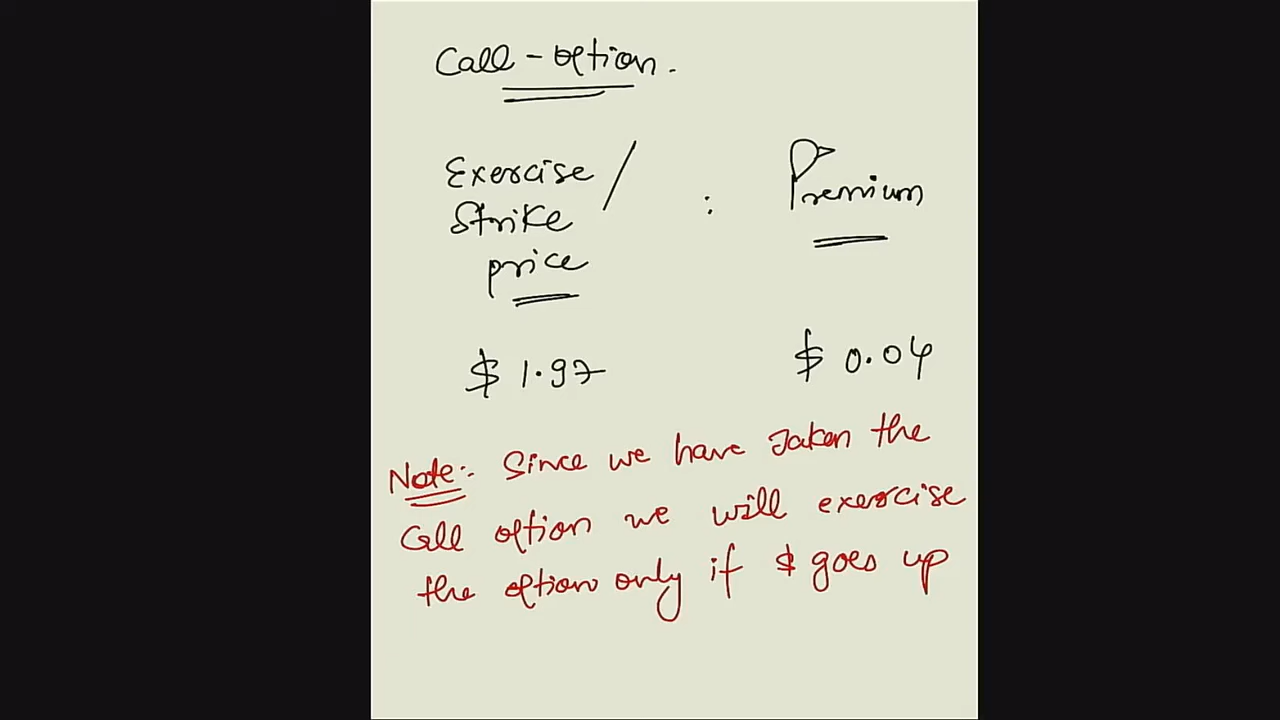 Call - option.
Exercise /
Strike
price
: Premium
$ 1.97
$ 0.04
Note:- Since we have Taken the
Call option we will exercise
the option only if $ goes up